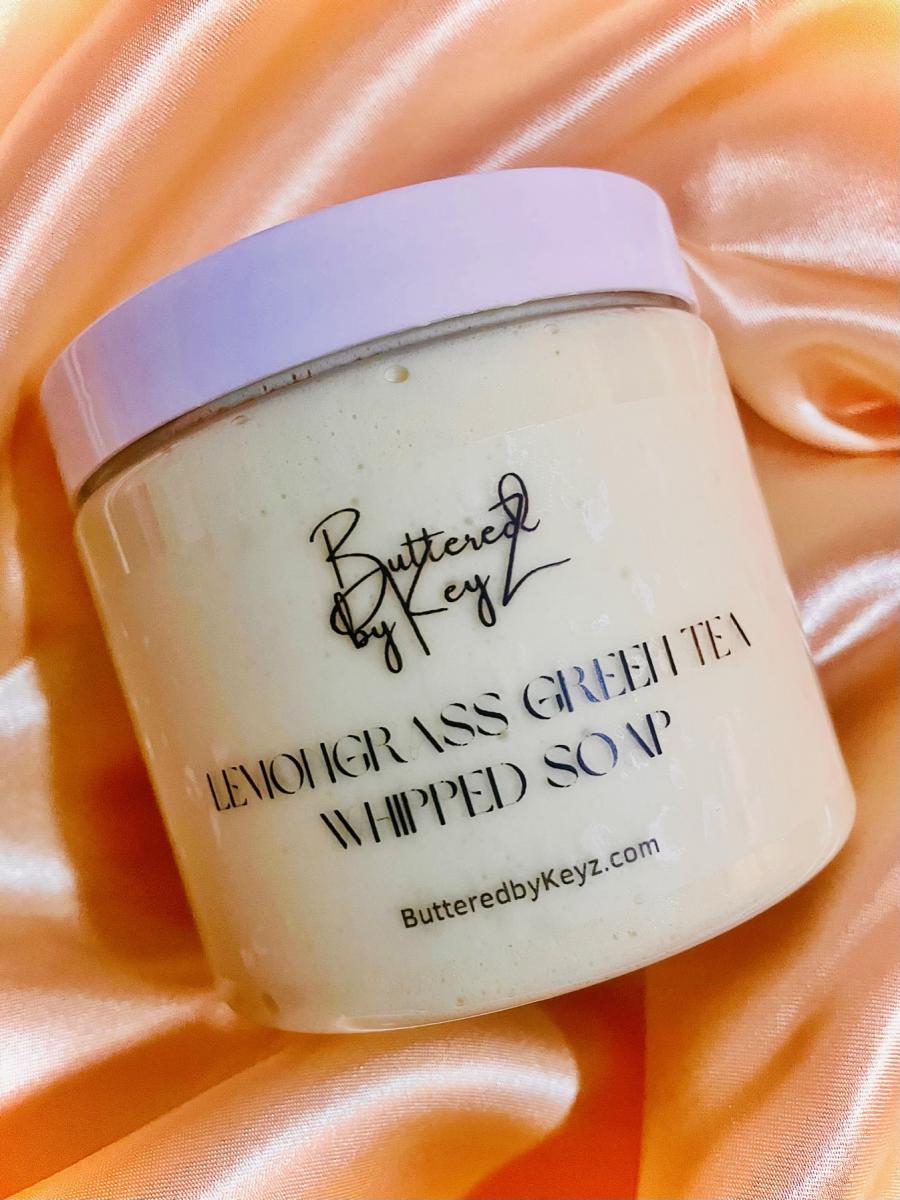 Buttered
by KeyZ
LEMONGRASS GREEN TEA
WHIPPED SOAP
ButteredbyKeyz.com